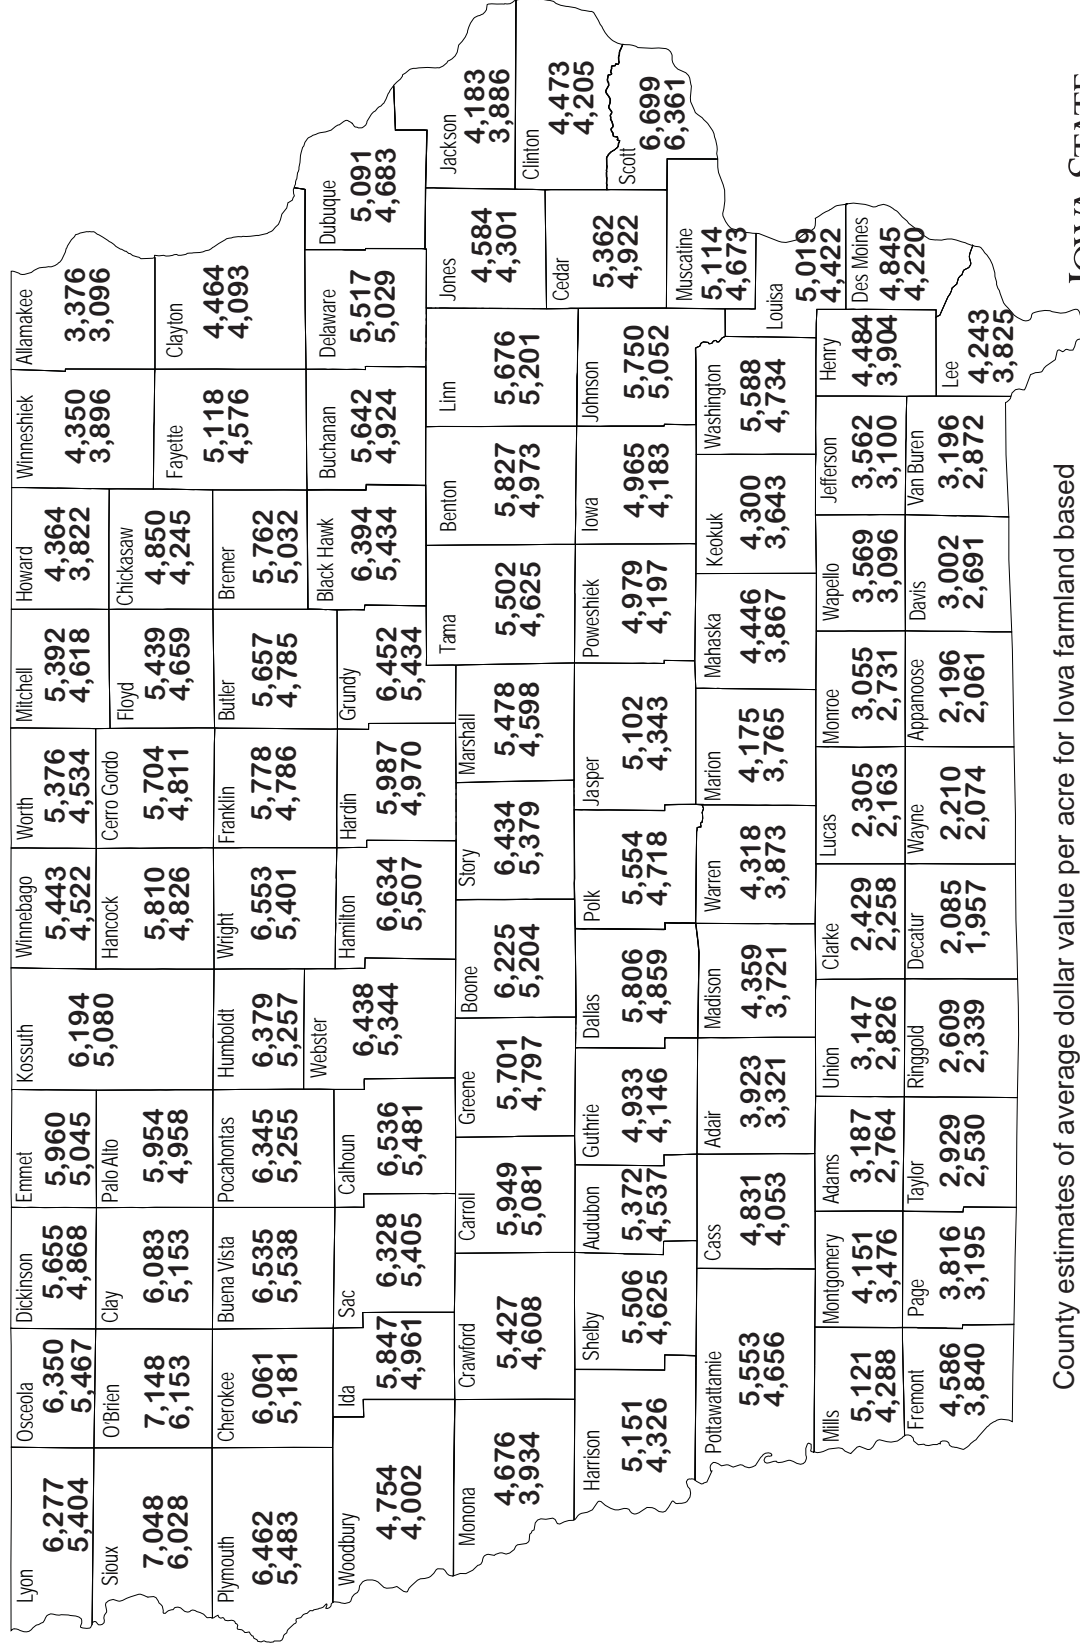 Lyon
6,277
5,404
Osceola
6,350
5,467
Dickinson
5,655
4,868
Emmet
5,960
5,045
Kossuth
6,194
5,080
Winnebago
5,443
4,522
Worth
5,376
4,534
Mitchell
5,392
4,618
Howard
4,364
3,822
Winneshiek
4,350
3,896
Allamakee
3,376
3,096
Sioux
7,048
6,028
O'Brien
7,148
6,153
Clay
6,083
5,153
Palo Alto
5,954
4,958
Hancock
5,810
4,826
Cerro Gordo
5,704
4,811
Floyd
5,439
4,659
Chickasaw
4,850
4,245
Fayette
5,118
4,576
Clayton
4,464
4,093
Plymouth
6,462
5,483
Cherokee
6,061
5,181
Buena Vista
6,535
5,538
Pocahontas
6,345
5,255
Humboldt
6,379
5,257
Wright
6,553
5,401
Franklin
5,778
4,786
Butler
5,657
4,785
Bremer
5,762
5,032
Woodbury
4,754
4,002
Ida
5,847
4,961
Sac
6,328
5,405
Calhoun
6,536
5,481
Webster
6,438
5,344
Hamilton
6,634
5,507
Hardin
5,987
4,970
Grundy
6,452
5,434
Black Hawk
6,394
5,434
Buchanan
5,642
4,924
Delaware
5,517
5,029
Dubuque
5,091
4,683
Monona
4,676
3,934
Crawford
5,427
4,608
Carroll
5,949
5,081
Greene
5,701
4,797
Boone
6,225
5,204
Story
6,434
5,379
Marshall
5,478
4,598
Tama
5,502
4,625
Benton
5,827
4,973
Linn
5,676
5,201
Jones
4,584
4,301
Jackson
4,183
3,886
Clinton
4,473
4,205
Harrison
5,151
4,326
Shelby
5,506
4,625
Audubon
5,372
4,537
Guthrie
4,933
4,146
Dallas
5,806
4,859
Polk
5,554
4,718
Jasper
5,102
4,343
Poweshiek
4,979
4,197
Iowa
4,965
4,183
Johnson
5,750
5,052
Cedar
5,362
4,922
Scott
6,699
6,361
Muscatine
5,114
4,673
Pottawattamie
5,553
4,656
Cass
4,831
4,053
Adair
3,923
3,321
Madison
4,359
3,721
Warren
4,318
3,873
Marion
4,175
3,765
Mahaska
4,446
3,867
Keokuk
4,300
3,643
Washington
5,588
4,734
Louisa
5,019
4,422
Mills
5,121
4,288
Montgomery
4,151
3,476
Adams
3,187
2,764
Union
3,147
2,826
Clarke
2,429
2,258
Lucas
2,305
2,163
Monroe
3,055
2,731
Wapello
3,569
3,096
Jefferson
3,562
3,100
Henry
4,484
3,904
Des Moines
4,845
4,220
Fremont
4,586
3,840
Page
3,816
3,195
Taylor
2,929
2,530
Ringgold
2,609
2,339
Decatur
2,085
1,957
Wayne
2,210
2,074
Appanoose
2,196
2,061
Davis
3,002
2,691
Van Buren
3,196
2,872
Lee
4,243
3,825
County estimates of average dollar value per acre for Iowa farmland based
IOWA STATE